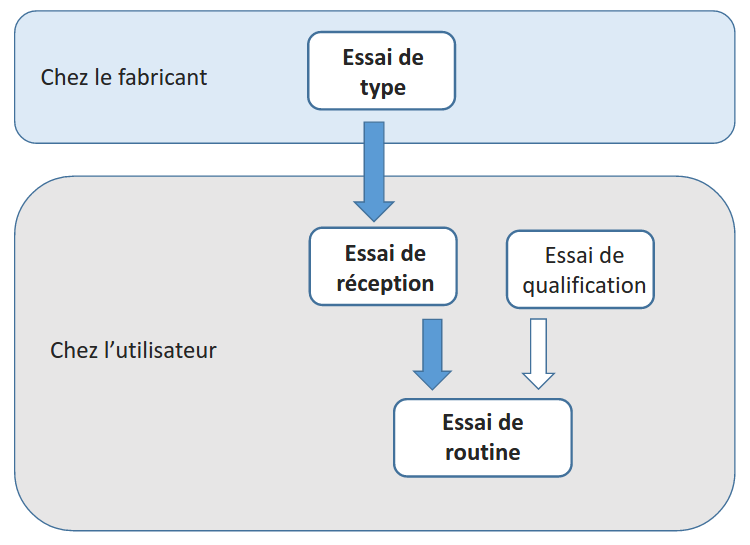 Chez le fabricant
Essai de
type
Essai de
réception
Essai de
qualification
Chez l’utilisateur
Essai de
routine